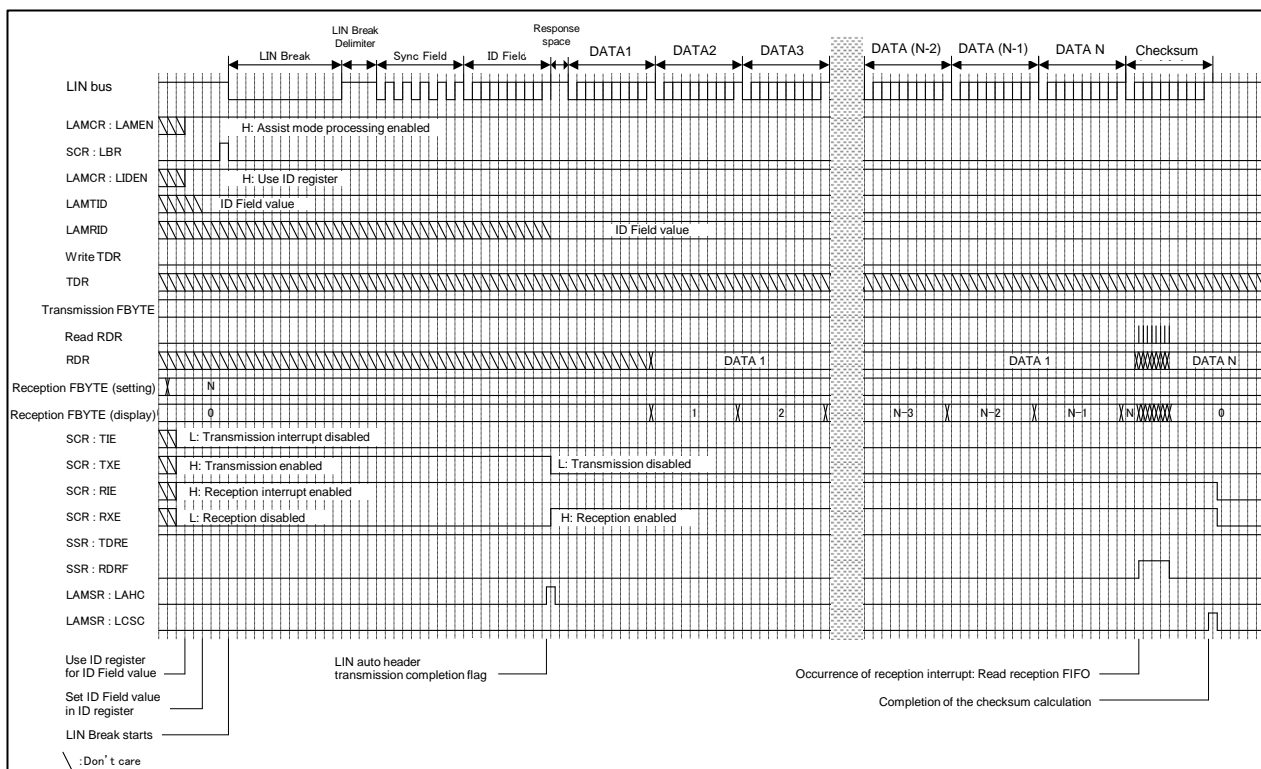 LIN Break
LIN Break
Delimiter
Sync Field
ID Field
Response
space
DATA1
DATA2
DATA3
DATA (N-2)
DATA (N-1)
DATA N
Checksum
LIN bus
LAMCR : LAMEN
H: Assist mode processing enabled
SCR : LBR
LAMCR : LIDEN
H: Use ID register
LAMTID
ID Field value
LAMRID
ID Field value
Write TDR
TDR
Transmission FBYTE
Read RDR
RDR
DATA 1
DATA 1
DATA N
Reception FBYTE (setting)
N
Reception FBYTE (display)
0
1
2
N-3
N-2
N-1
N
0
SCR : TIE
L: Transmission interrupt disabled
SCR : TXE
H: Transmission enabled
L: Transmission disabled
SCR : RIE
H: Reception interrupt enabled
SCR : RXE
L: Reception disabled
H: Reception enabled
SSR : TDRE
SSR : RDRF
LAMSR : LAHC
LAMSR : LCSC
Use ID register
for ID Field value
LIN auto header
transmission completion flag
Occurrence of reception interrupt: Read reception FIFO
Set ID Field value
in ID register
Completion of the checksum calculation
LIN Break starts
:Don't care